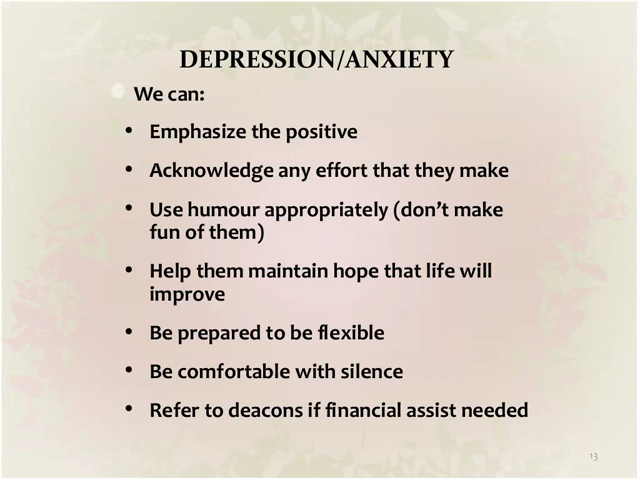 DEPRESSION/ANXIETY
We can:
• Emphasize the positive
• Acknowledge any effort that they make
• Use humour appropriately (don’t make
fun of them)
• Help them maintain hope that life will
improve
• Be prepared to be flexible
• Be comfortable with silence
• Refer to deacons if financial assist needed
13